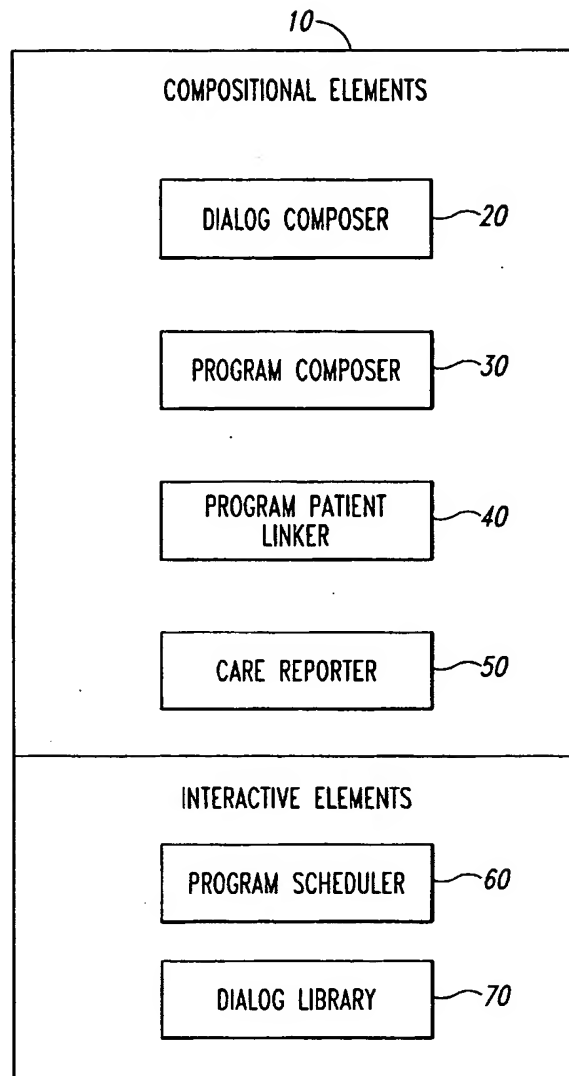 10
COMPOSITIONAL ELEMENTS
DIALOG COMPOSER 20
PROGRAM COMPOSER 30
PROGRAM PATIENT
LINKER 40
CARE REPORTER 50
INTERACTIVE ELEMENTS
PROGRAM SCHEDULER 60
DIALOG LIBRARY 70